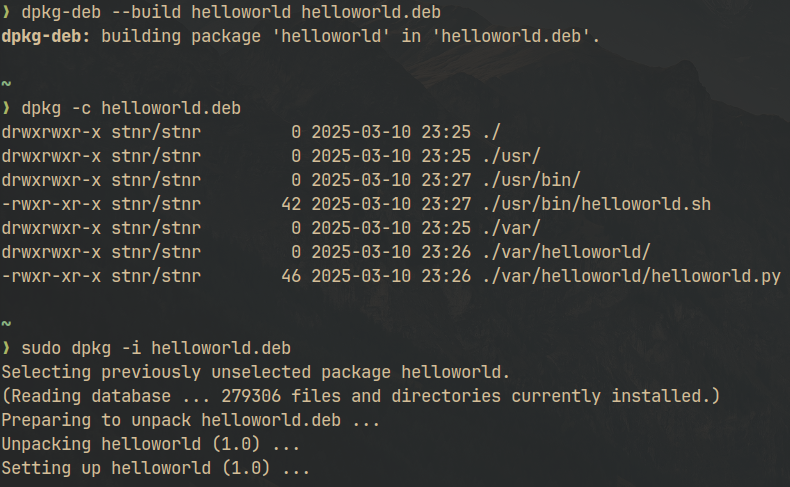 ❯ dpkg-deb --build helloworld helloworld.deb
dpkg-deb: building package 'helloworld' in 'helloworld.deb'.
~
❯ dpkg -c helloworld.deb
drwxrwxr-x stnr/stnr         0 2025-03-10 23:25 ./
drwxrwxr-x stnr/stnr         0 2025-03-10 23:25 ./usr/
drwxrwxr-x stnr/stnr         0 2025-03-10 23:27 ./usr/bin/
-rwxr-xr-x stnr/stnr        42 2025-03-10 23:27 ./usr/bin/helloworld.sh
drwxrwxr-x stnr/stnr         0 2025-03-10 23:25 ./var/
drwxrwxr-x stnr/stnr         0 2025-03-10 23:26 ./var/helloworld/
-rwxr-xr-x stnr/stnr        46 2025-03-10 23:26 ./var/helloworld/helloworld.py
~
❯ sudo dpkg -i helloworld.deb
Selecting previously unselected package helloworld.
(Reading database ... 279306 files and directories currently installed.)
Preparing to unpack helloworld.deb ...
Unpacking helloworld (1.0) ...
Setting up helloworld (1.0) ...